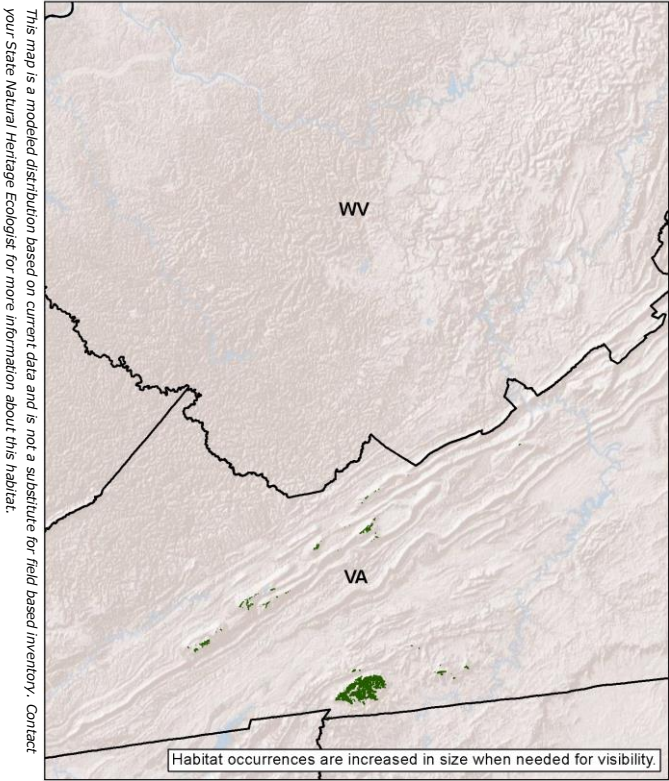 This map is a modeled distribution based on current data and is not a substitute for field based inventory. Contact
your State Natural Heritage Ecologist for more information about this habitat.
WV
VA
Habitat occurrences are increased in size when needed for visibility.